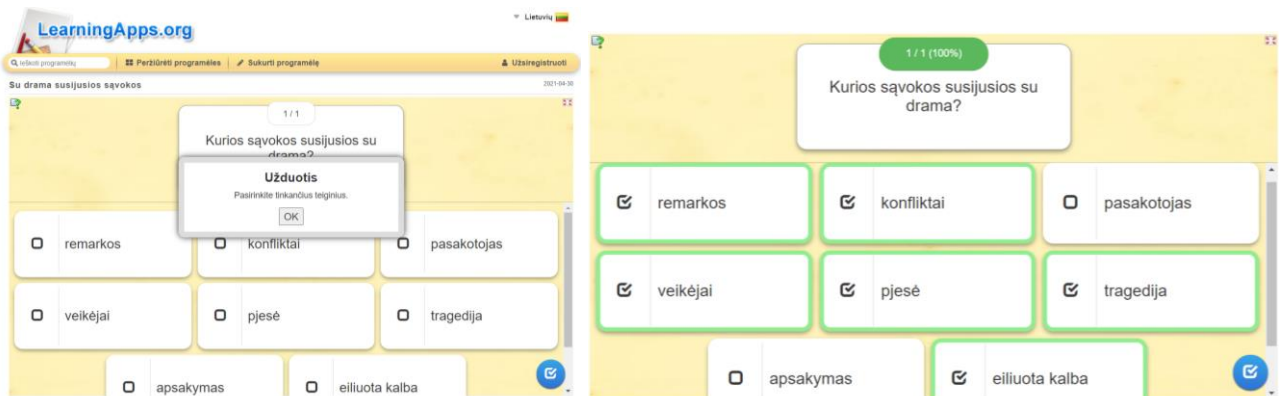 LearningApps.org
Lietuvių
Ieškoti programėlių
Peržiūrėti programėles
Sukurti programėlę
Užsiregistruoti
Su drama susijusios sąvokos
2021-04-30
1 / 1
Kurios sąvokos susijusios su
drama?
Užduotis
Pasirinkite tinkančius teiginius.
OK
remarkos
konfliktai
pasakotojas
veikėjai
pjesė
tragedija
apsakymas
eiliuota kalba
1 / 1 (100%)
Kurios sąvokos susijusios su
drama?
remarkos
konfliktai
pasakotojas
veikėjai
pjesė
tragedija
apsakymas
eiliuota kalba